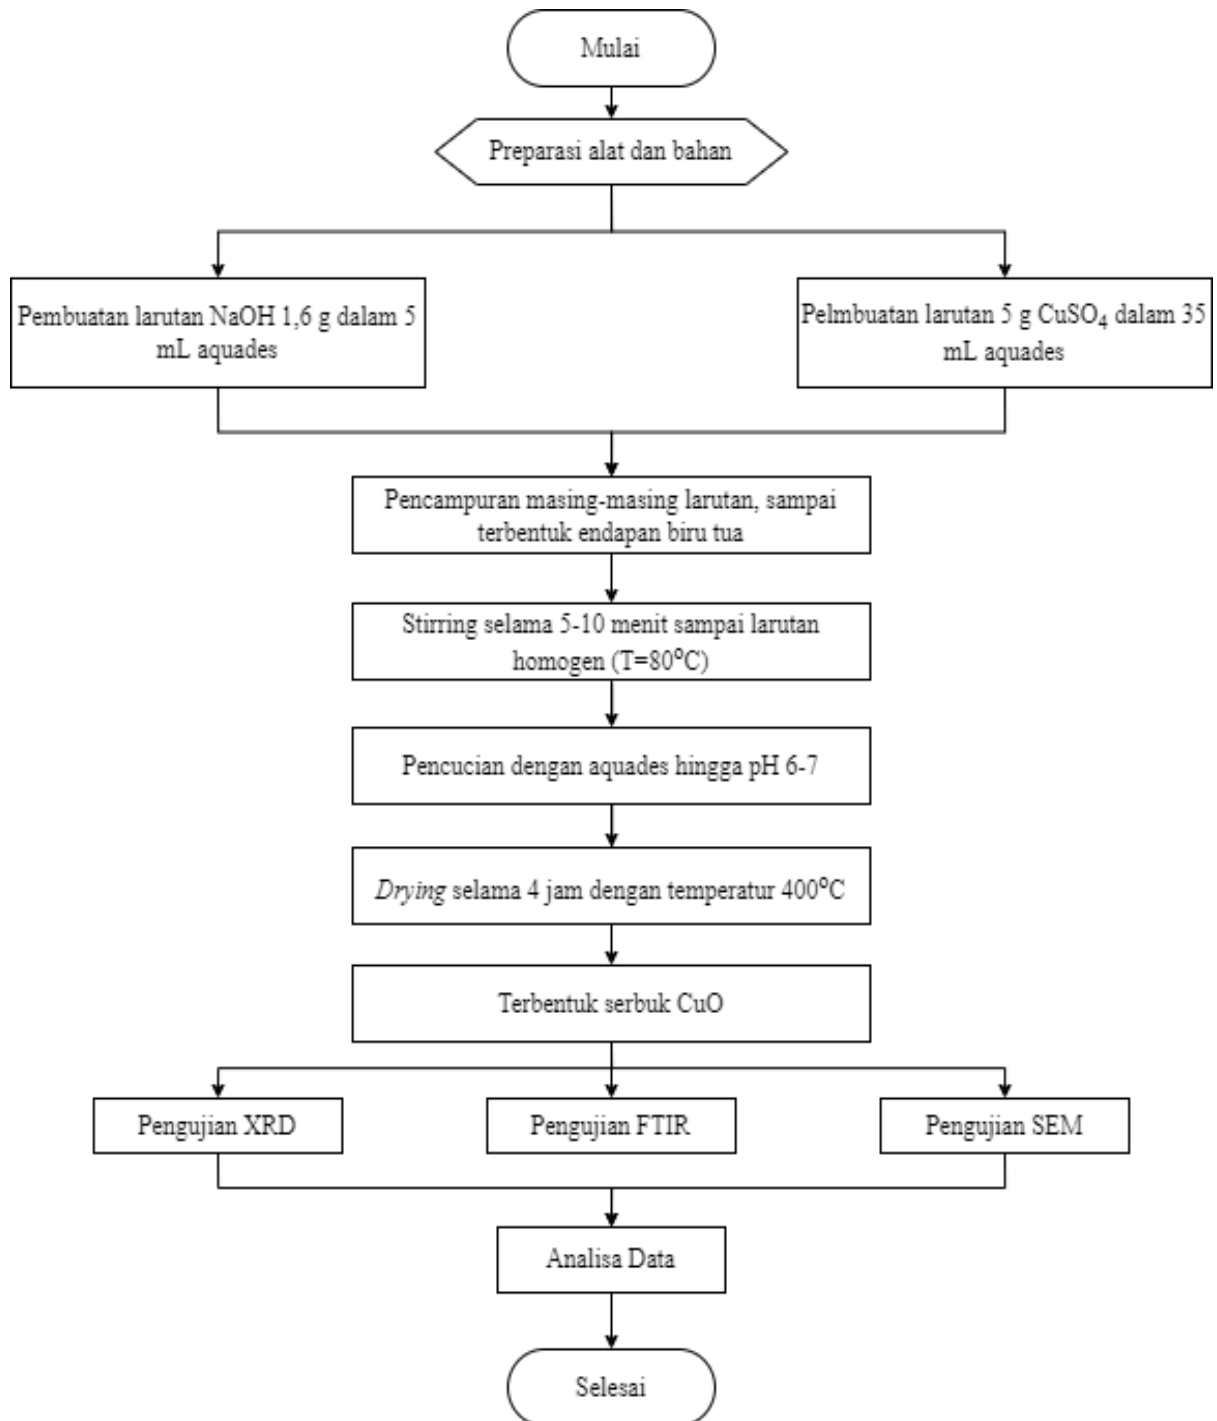 Mulai
Preparasi alat dan bahan
Pembuatan larutan NaOH 1,6 g dalam 5
mL aquades
Pelmbuatan larutan 5 g CuSO₄ dalam 35
mL aquades
Pencampuran masing-masing larutan, sampai
terbentuk endapan biru tua
Stirring selama 5-10 menit sampai larutan
homogen (T=80⁰C)
Pencucian dengan aquades hingga pH 6-7
Drying selama 4 jam dengan temperatur 400⁰C
Terbentuk serbuk CuO
Pengujian XRD
Pengujian FTIR
Pengujian SEM
Analisa Data
Selesai